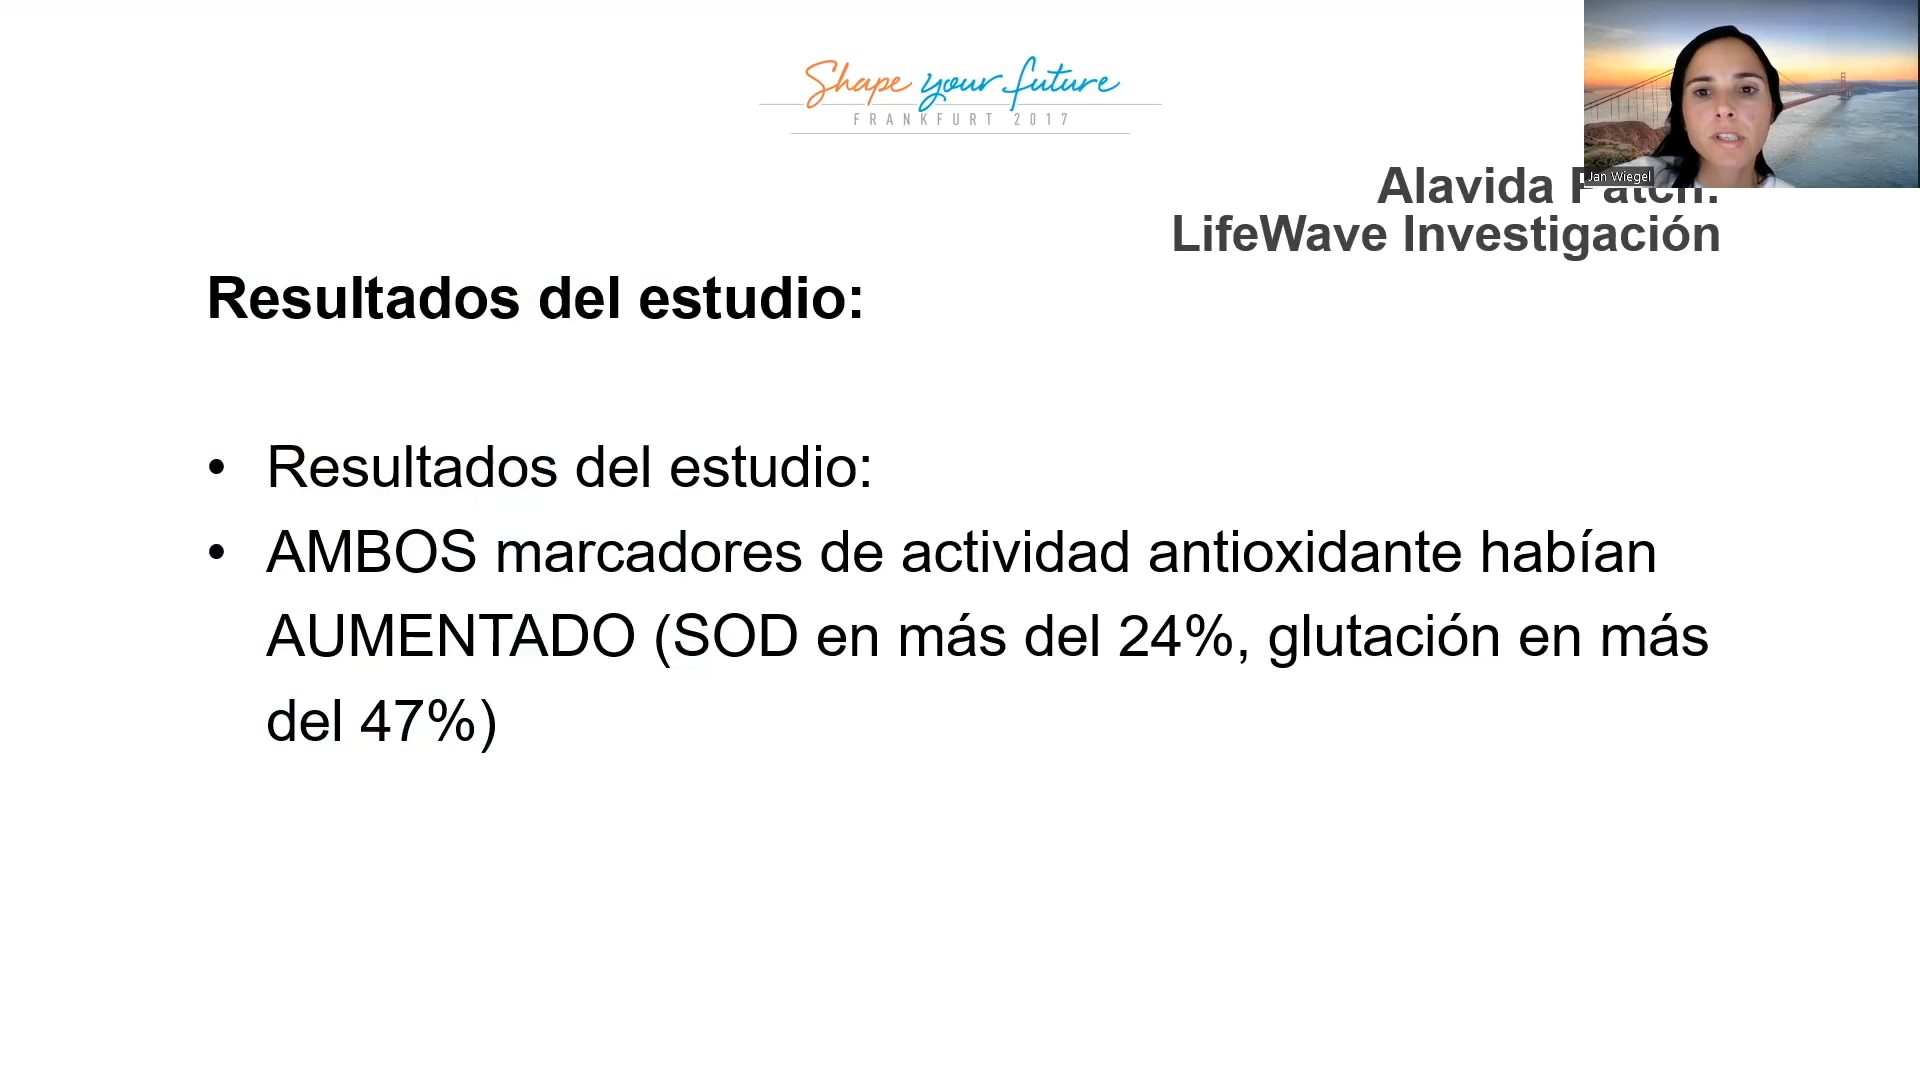 Shape your future
FRANKFURT 2017
Jan Wiegel
Alavida Patch:
LifeWave Investigación
Resultados del estudio:
• Resultados del estudio:
• AMBOS marcadores de actividad antioxidante habían
AUMENTADO (SOD en más del 24%, glutación en más
del 47%)